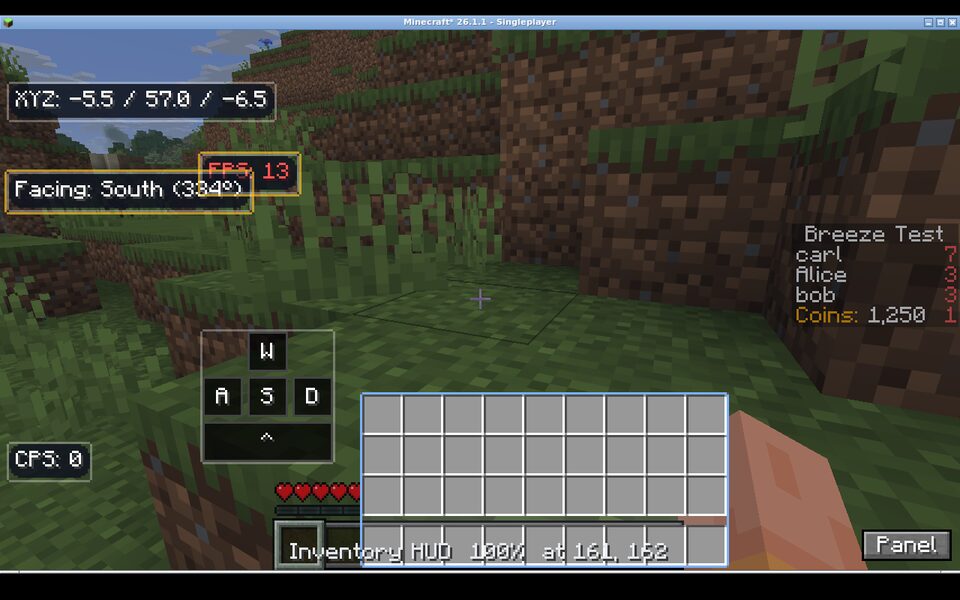 Minecraft* 26.1.1 - Singleplayer
XYZ: -5.5 / 57.0 / -6.5
FPS: 13
Facing: South (334°)
Breeze Test
carl 7
Alice 3
bob 3
Coins: 1,250 1
W
A S D
^
CPS: 0
Inventory HUD 100% at 161, 162
Panel